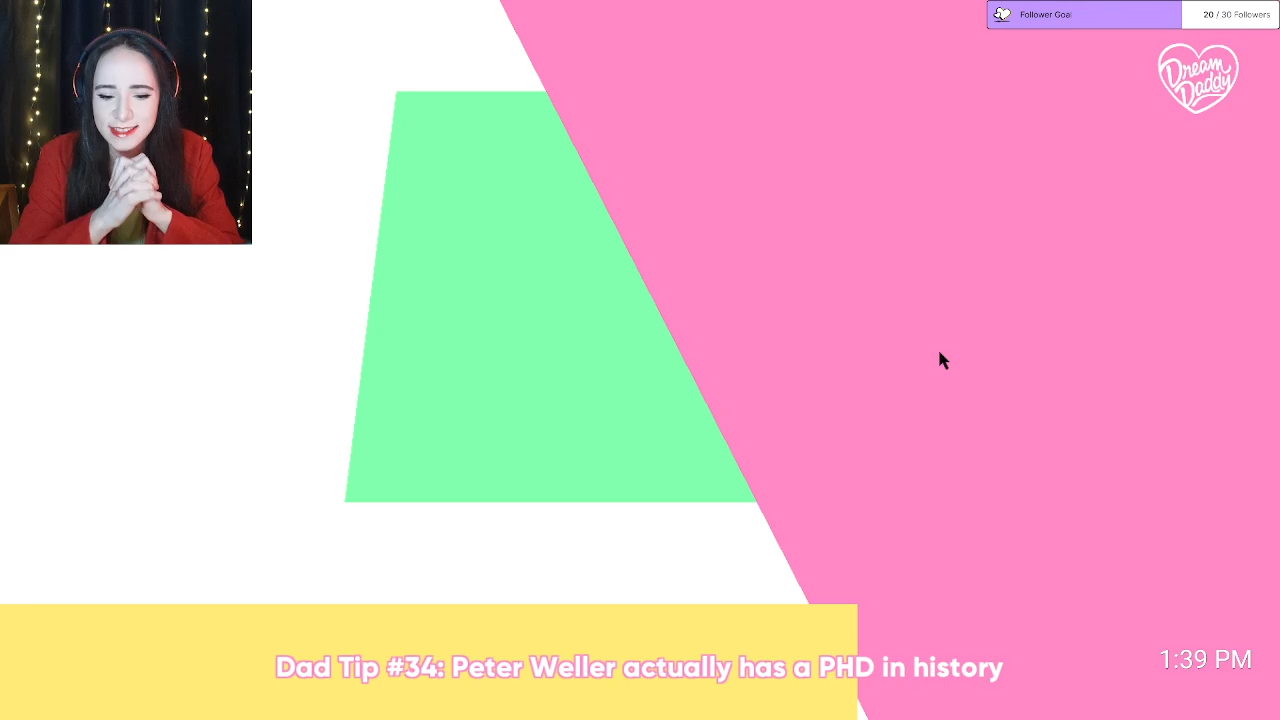 Follower Goal
20 / 30 Followers
Dream
Daddy
Dad Tip #34: Peter Weller actually has a PHD in history
1:39 PM